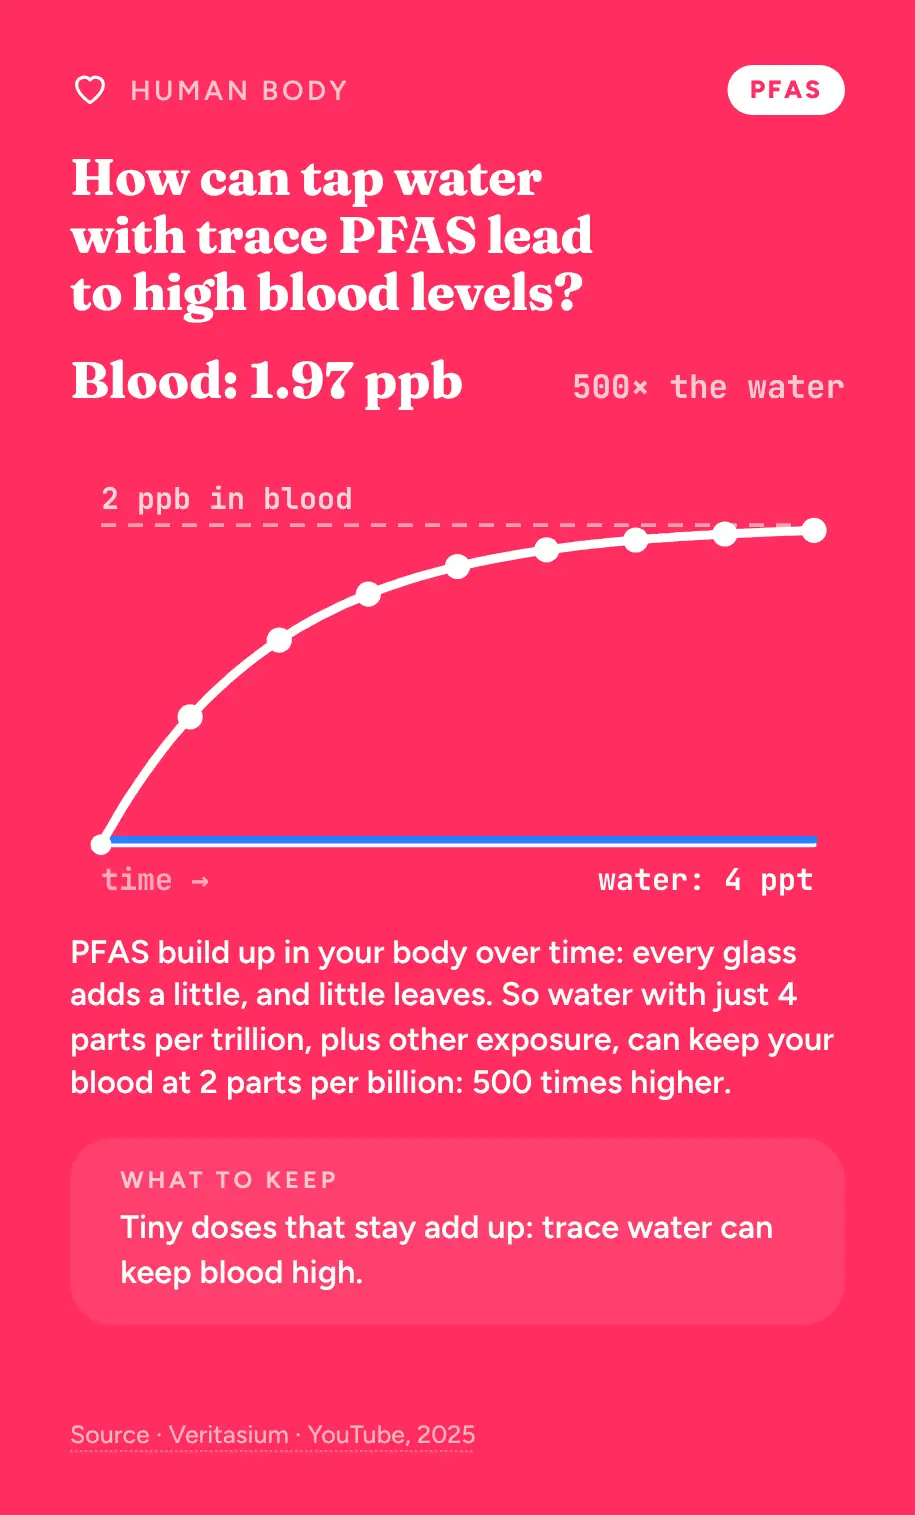 HUMAN BODY
PFAS
How can tap water
with trace PFAS lead
to high blood levels?
Blood: 1.97 ppb
500× the water
2 ppb in blood
time →
water: 4 ppt
PFAS build up in your body over time: every glass
adds a little, and little leaves. So water with just 4
parts per trillion, plus other exposure, can keep your
blood at 2 parts per billion: 500 times higher.
WHAT TO KEEP
Tiny doses that stay add up: trace water can
keep blood high.
Source · Veritasium · YouTube, 2025